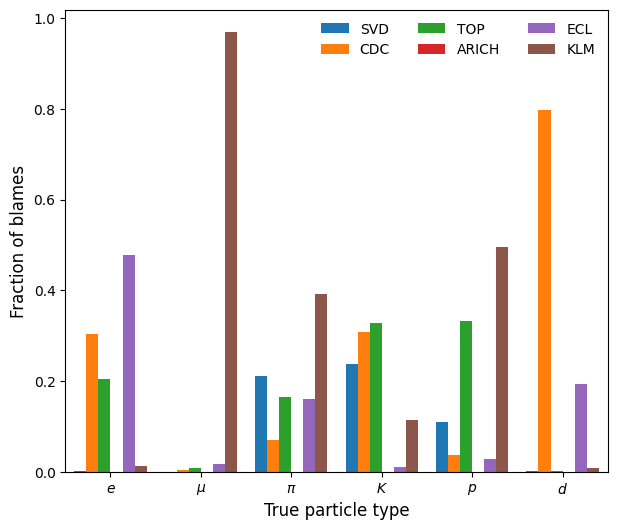 SVD TOP ECL
CDC ARICH KLM
1.0
0.8
0.6
0.4
0.2
0.0
Fraction of blames
e μ π K p d
True particle type